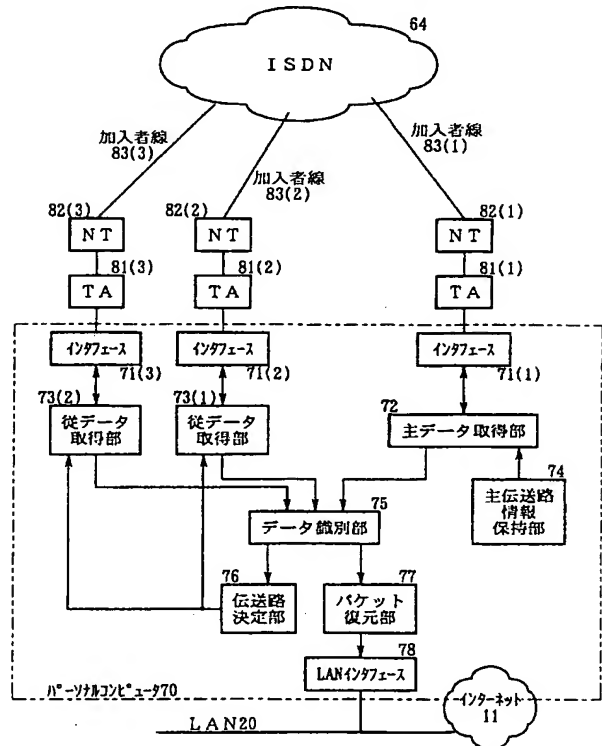 64
ISDN
加入者線
83(3)
加入者線
83(2)
加入者線
83(1)
82(3)
NT
82(2)
NT
82(1)
NT
81(3)
TA
81(2)
TA
81(1)
TA
インタフェース
インタフェース
インタフェース
71(3)
71(2)
71(1)
73(2)
従データ
取得部
73(1)
従データ
取得部
72
主データ取得部
74
主伝送路
情報
保持部
75
データ識別部
76
伝送路
決定部
77
パケット
復元部
78
LANインタフェース
パーソナルコンピュータ70
インターネット
11
LAN20